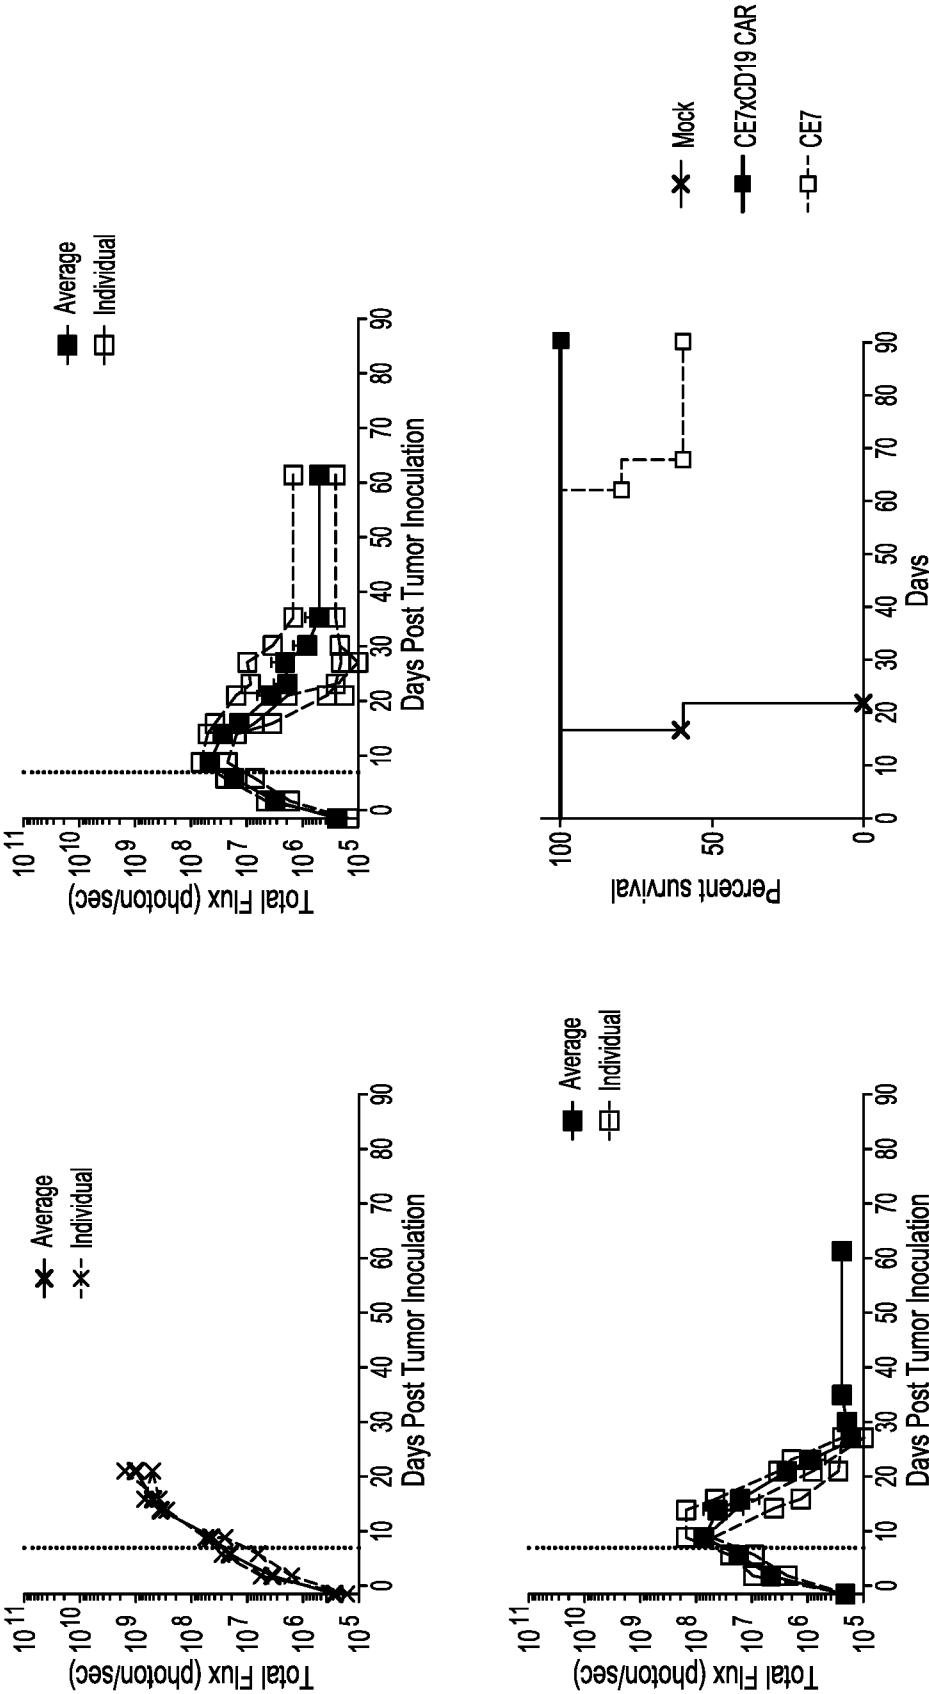 Total Flux (photon/sec)
10^11
10^10
10^9
10^8
10^7
10^6
10^5
0 10 20 30 40 50 60 70 80 90
Days Post Tumor Inoculation
Average
Individual
Total Flux (photon/sec)
10^11
10^10
10^9
10^8
10^7
10^6
10^5
0 10 20 30 40 50 60 70 80 90
Days Post Tumor Inoculation
Average
Individual
Total Flux (photon/sec)
10^11
10^10
10^9
10^8
10^7
10^6
10^5
0 10 20 30 40 50 60 70 80 90
Days Post Tumor Inoculation
Average
Individual
Percent survival
100
50
0
0 10 20 30 40 50 60 70 80 90
Days
Mock
CE7xCD19 CAR
CE7